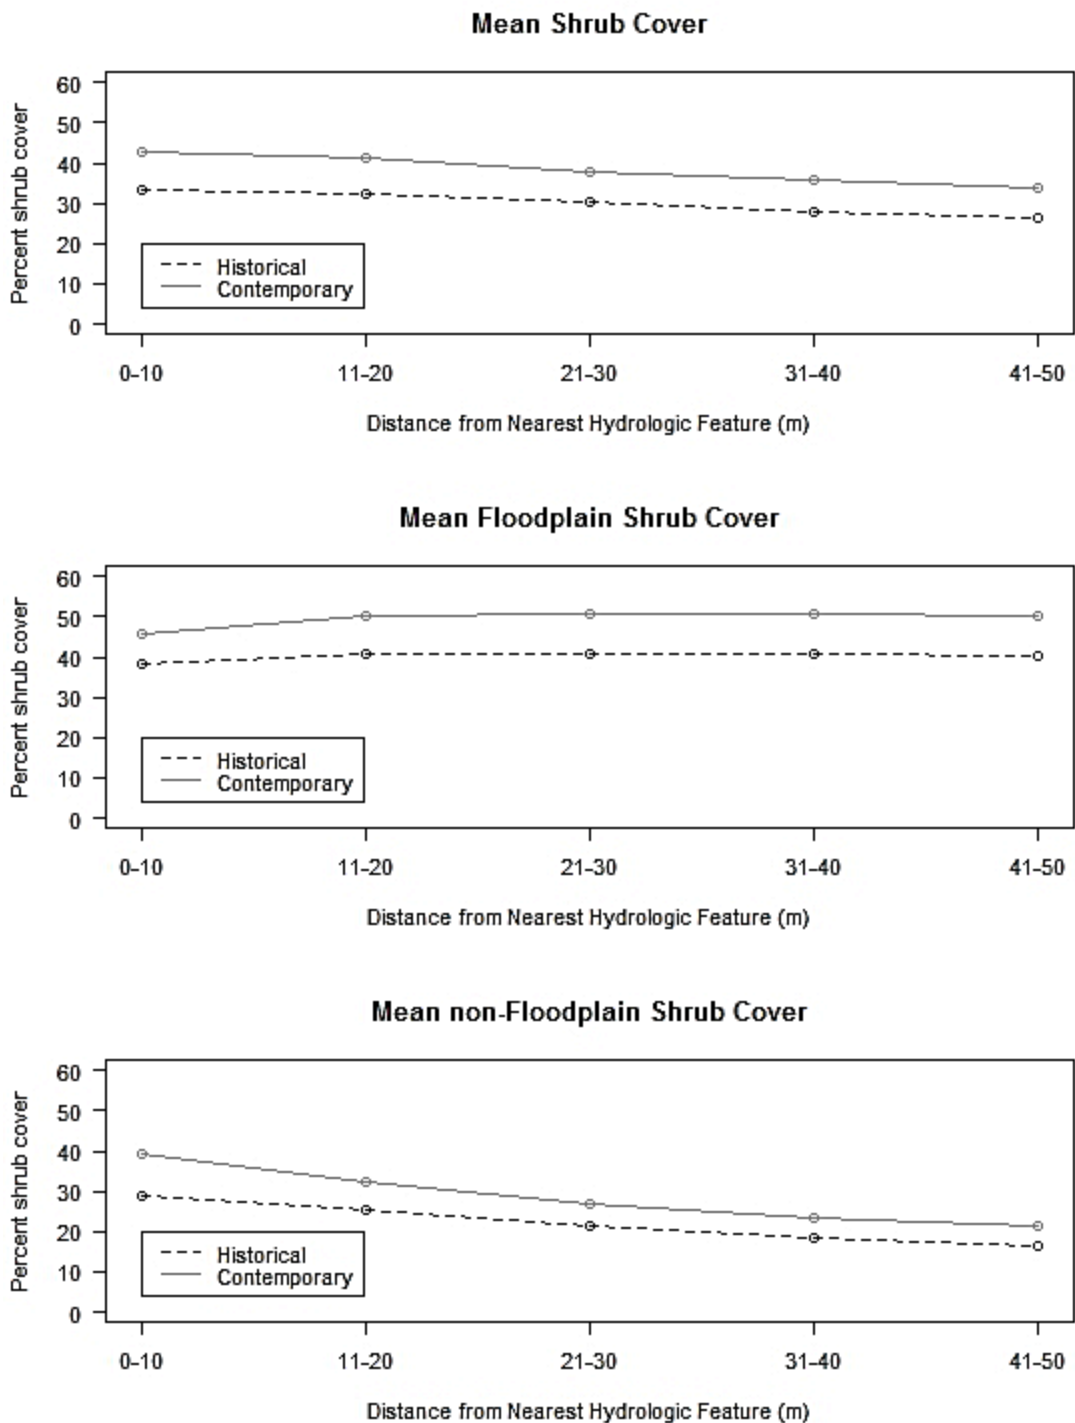 Mean Shrub Cover
Percent shrub cover
60
50
40
30
20
10
0
Historical
Contemporary
0-10 11-20 21-30 31-40 41-50
Distance from Nearest Hydrologic Feature (m)
Mean Floodplain Shrub Cover
Percent shrub cover
60
50
40
30
20
10
0
Historical
Contemporary
0-10 11-20 21-30 31-40 41-50
Distance from Nearest Hydrologic Feature (m)
Mean non-Floodplain Shrub Cover
Percent shrub cover
60
50
40
30
20
10
0
Historical
Contemporary
0-10 11-20 21-30 31-40 41-50
Distance from Nearest Hydrologic Feature (m)